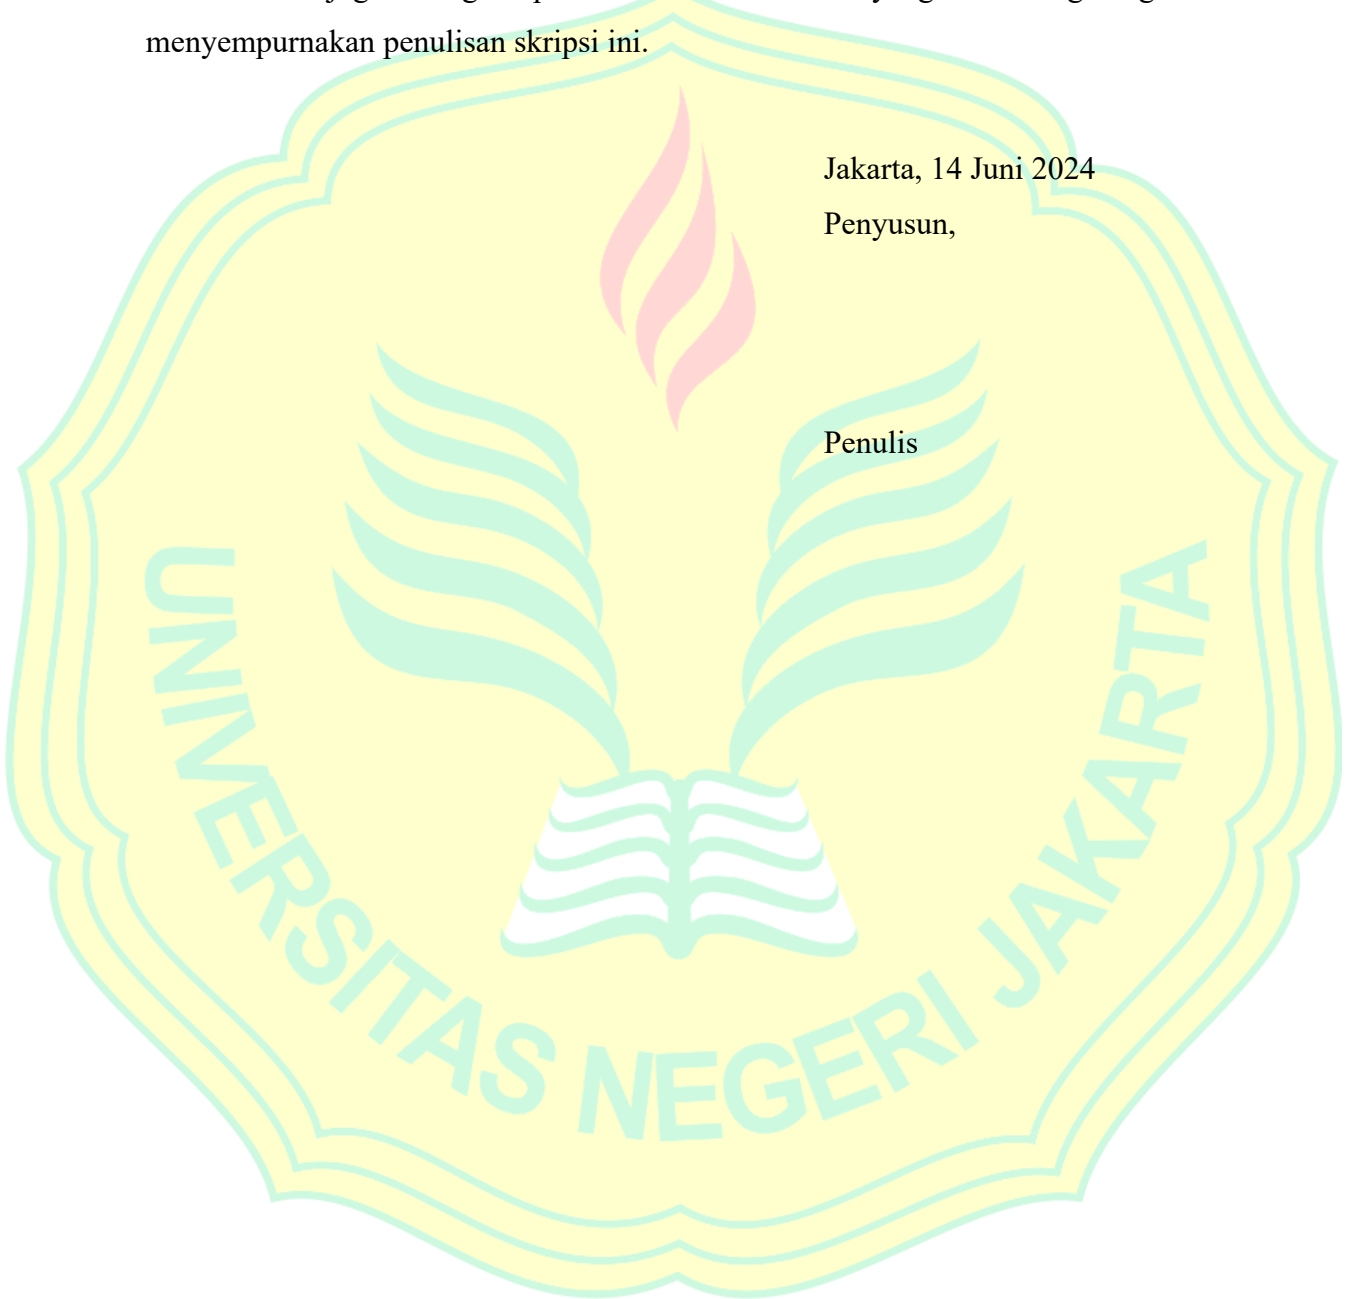 menyempurnakan penulisan skripsi ini.
Jakarta, 14 Juni 2024
Penyusun,
Penulis
UNIVERSITAS NEGERI JAKARTA